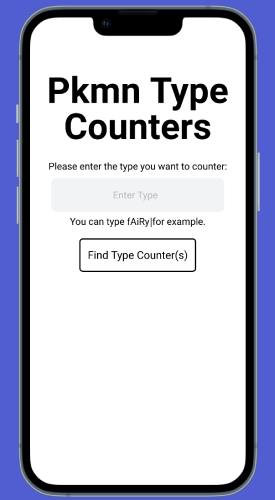 Pkmn Type
Counters
Please enter the type you want to counter:
Enter Type
You can type fAiRy|for example.
Find Type Counter(s)